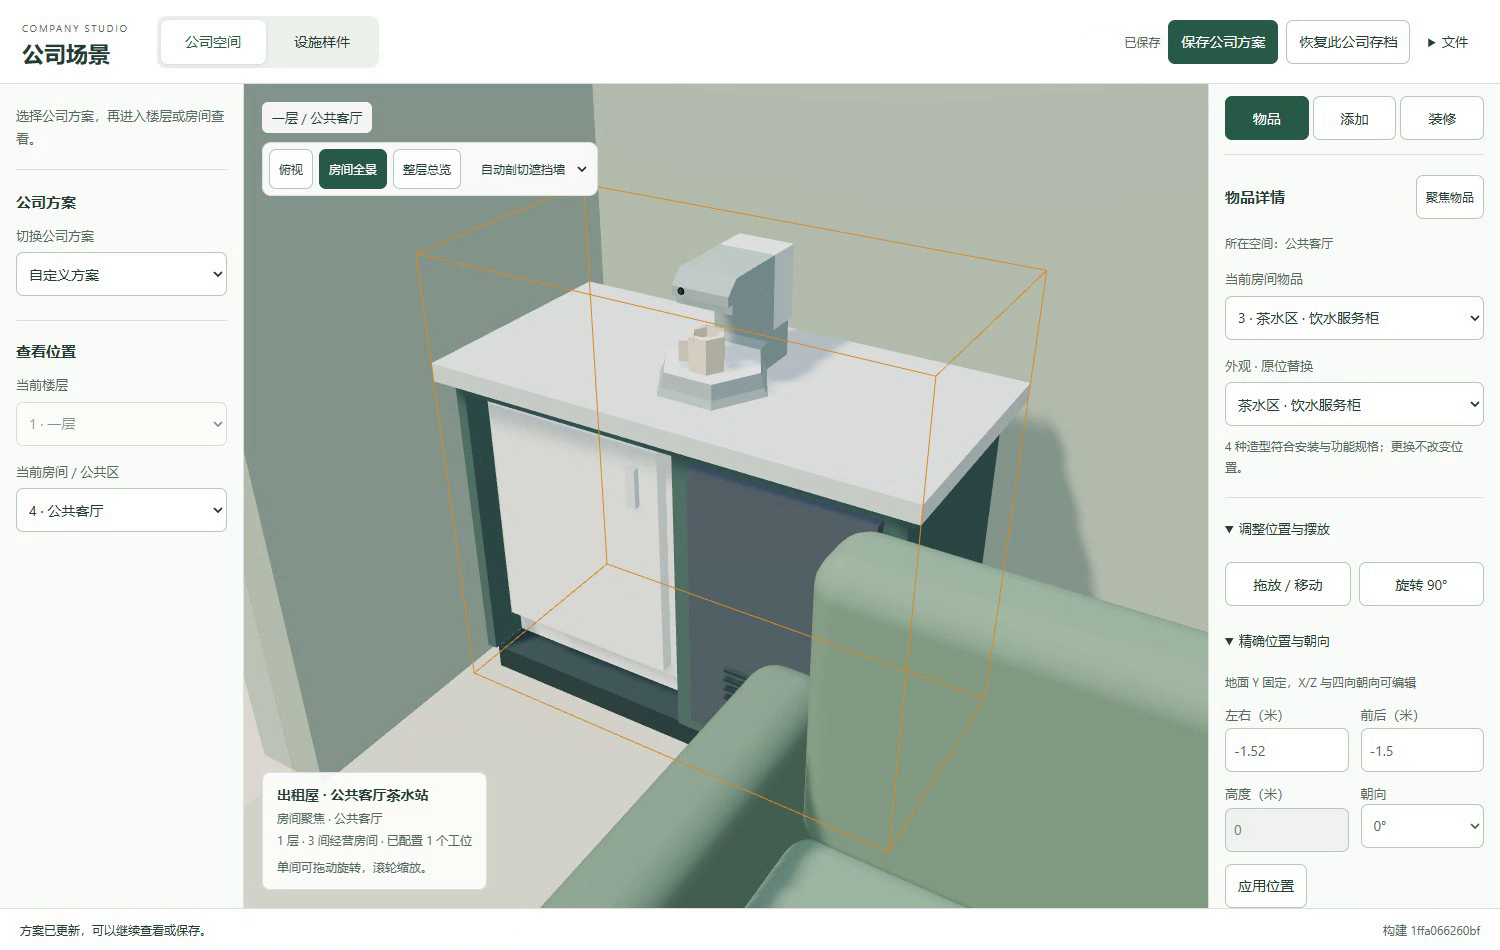 COMPANY STUDIO
公司场景
公司空间
设施样件
已保存
保存公司方案
恢复此公司存档
▶ 文件
选择公司方案，再进入楼层或房间查
看。
公司方案
切换公司方案
自定义方案
查看位置
当前楼层
1 · 一层
当前房间 / 公共区
4 · 公共客厅
一层 / 公共客厅
俯视
房间全景
整层总览
自动剖切遮挡墙
出租屋 · 公共客厅茶水站
房间聚焦 · 公共客厅
1 层 · 3 间经营房间 · 已配置 1 个工位
单间可拖动旋转，滚轮缩放。
物品
添加
装修
物品详情
聚焦物品
所在空间：公共客厅
当前房间物品
3 · 茶水区 · 饮水服务柜
外观 · 原位替换
茶水区 · 饮水服务柜
4 种造型符合安装与功能规格；更换不改变位
置。
▼ 调整位置与摆放
拖放 / 移动
旋转 90°
▼ 精确位置与朝向
地面 Y 固定，X/Z 与四向朝向可编辑
左右（米）
前后（米）
-1.52
-1.5
高度（米）
朝向
0
0°
应用位置
方案已更新，可以继续查看或保存。
构建 1ffa066260bf